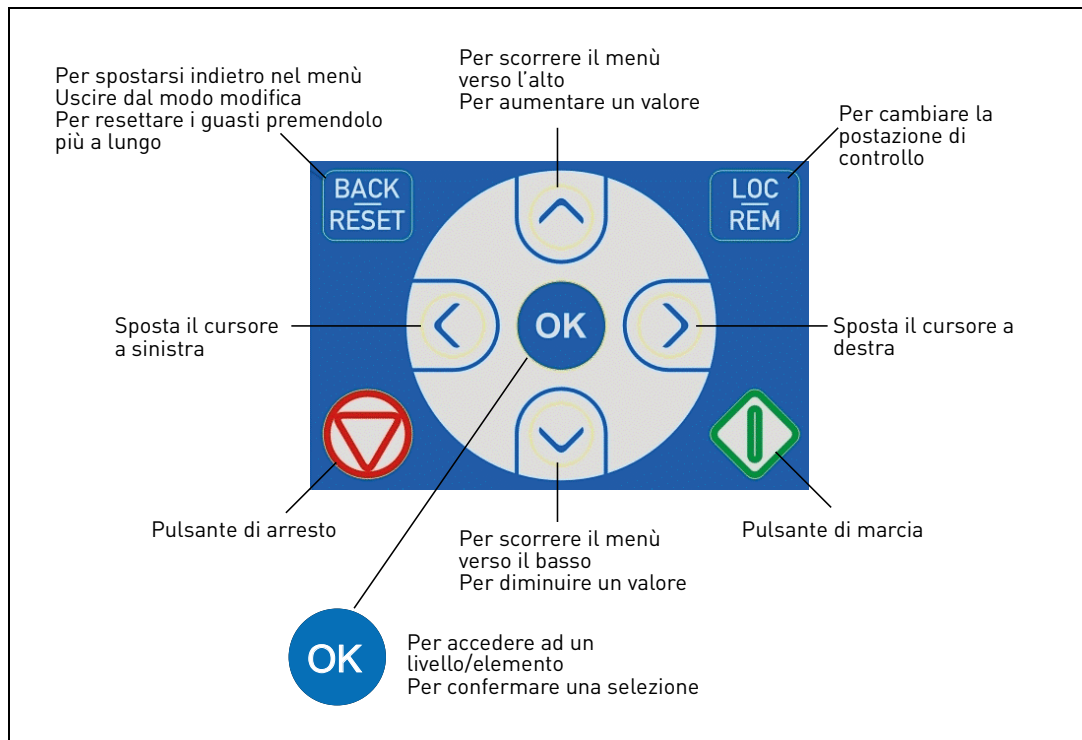 Per spostarsi indietro nel menù
Uscire dal modo modifica
Per resettare i guasti premendolo
più a lungo
Per scorrere il menù
verso l'alto
Per aumentare un valore
Per cambiare la
postazione di
controllo
BACK
RESET
LOC
REM
Sposta il cursore
a sinistra
OK
Sposta il cursore a
destra
Pulsante di arresto
Per scorrere il menù
verso il basso
Per diminuire un valore
Pulsante di marcia
OK
Per accedere ad un
livello/elemento
Per confermare una selezione